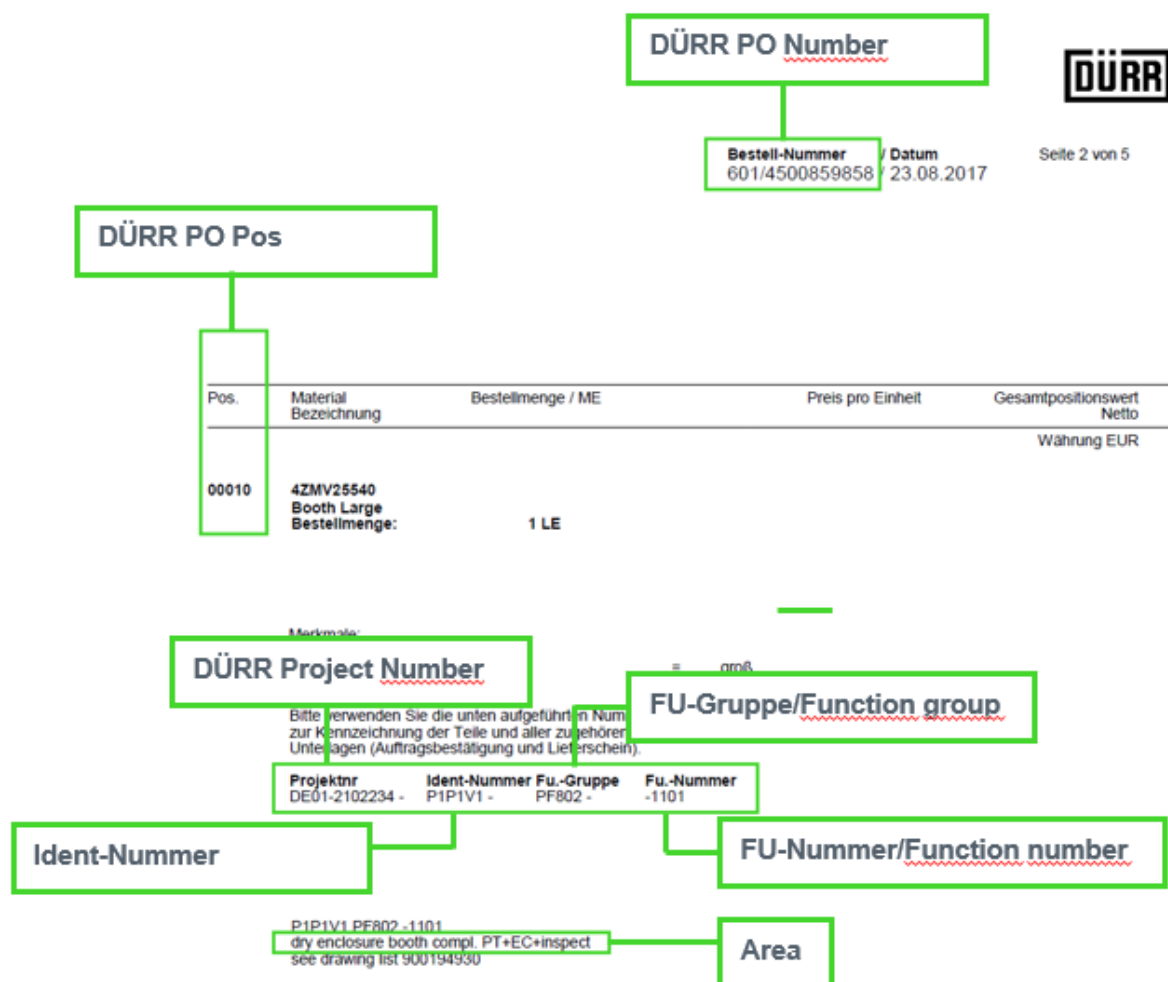 DÜRR PO Number
DÜRR
Bestell-Nummer / Datum
601/4500859858 / 23.08.2017
Seite 2 von 5
DÜRR PO Pos
Pos. Material Bestellmenge / ME Preis pro Einheit Gesamtpositionswert
Bezeichnung Netto
Währung EUR
00010 4ZMV25540
Booth Large
Bestellmenge: 1 LE
Merkmale:
= groß
DÜRR Project Number
FU-Gruppe/Function group
Bitte verwenden Sie die unten aufgeführten
zur Kennzeichnung der Teile und aller
Unterlagen (Auftragsbestätigung und Lieferschein).
Projektnr Ident-Nummer Fu.-Gruppe Fu.-Nummer
DE01-2102234 - P1P1V1 - PF802 - -1101
Ident-Nummer
FU-Nummer/Function number
P1P1V1 PF802 -1101
dry enclosure booth compl. PT+EC+inspect
see drawing list 900194930
Area